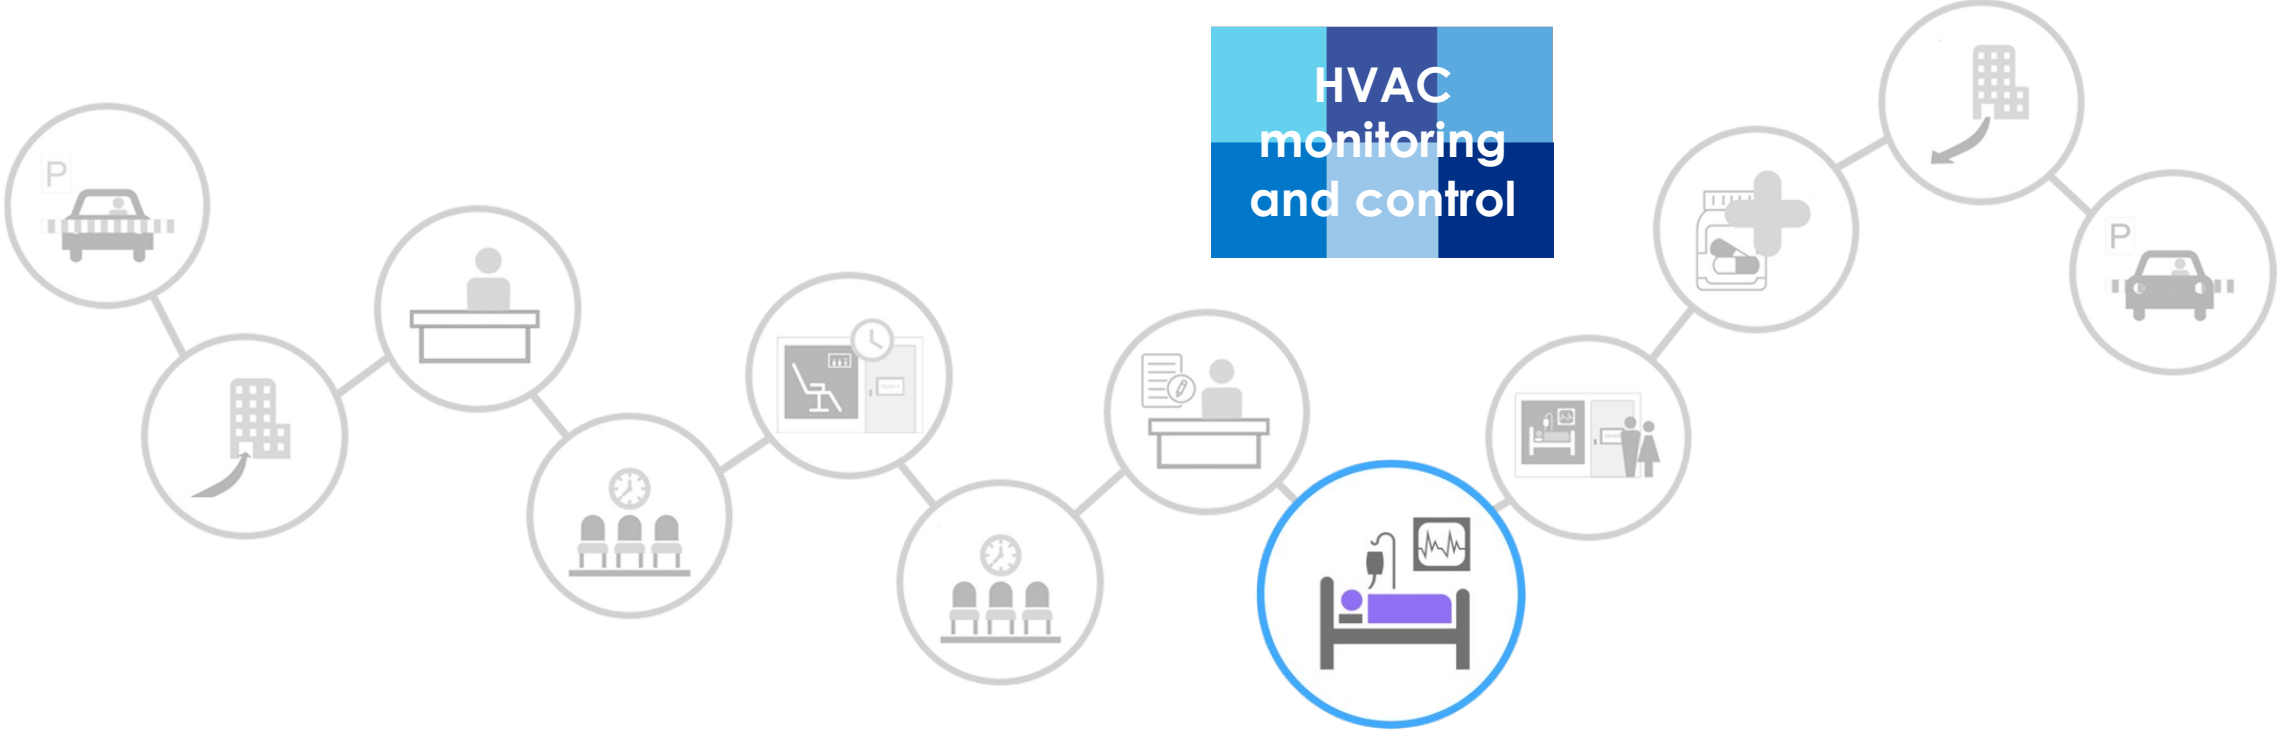 HVAC
monitoring
and control
P
P